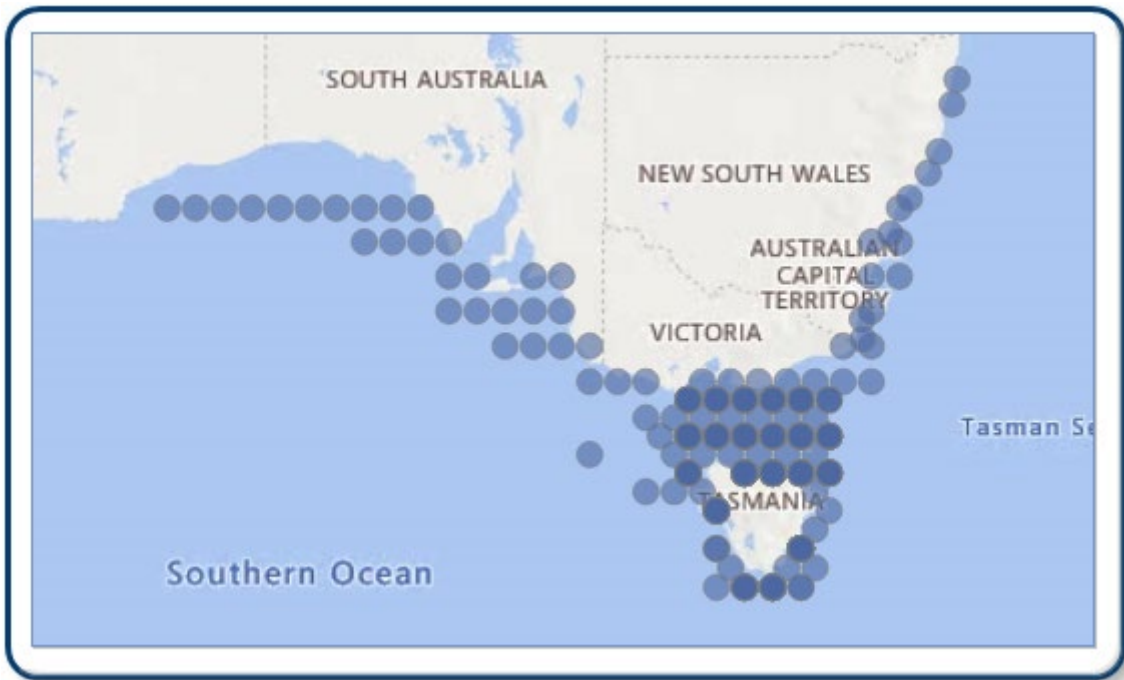 SOUTH AUSTRALIA
NEW SOUTH WALES
AUSTRALIAN
CAPITAL
TERRITORY
VICTORIA
Tasman Se
TASMANIA
Southern Ocean